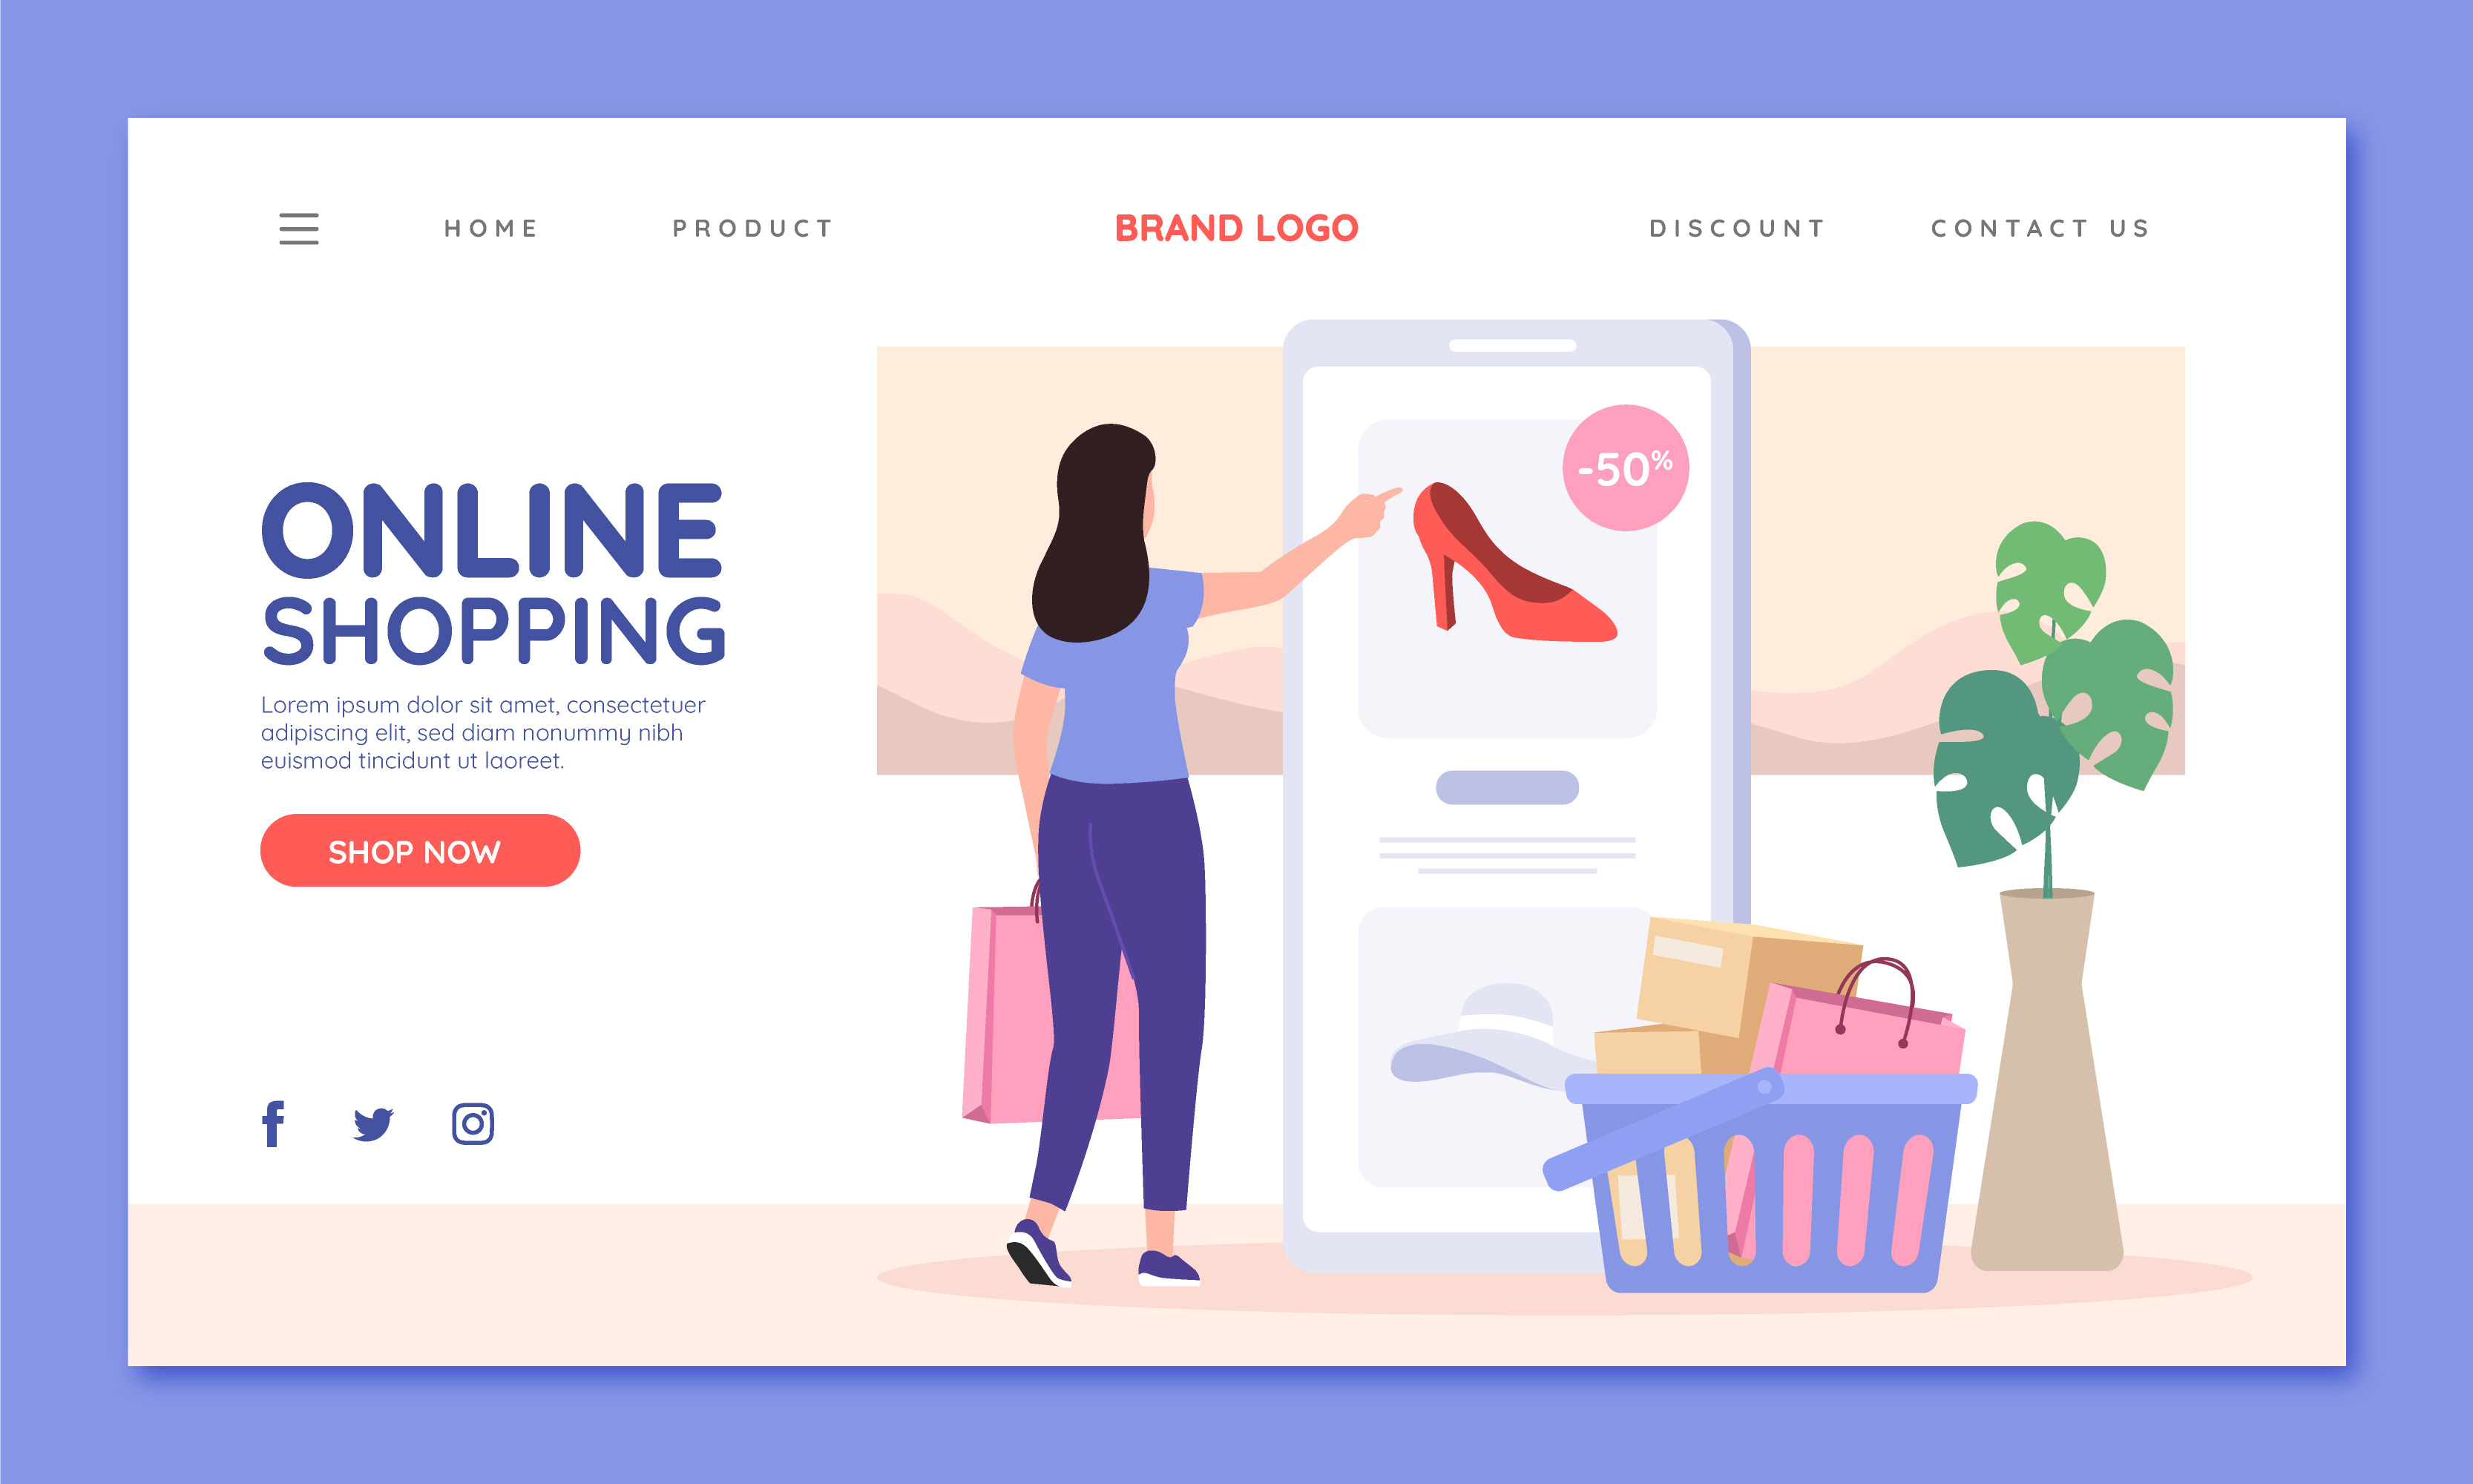 HOME PRODUCT BRAND LOGO DISCOUNT CONTACT US
-50%
ONLINE
SHOPPING
Lorem ipsum dolor sit amet, consectetuer
adipiscing elit, sed diam nonummy nibh
euismod tincidunt ut laoreet.
SHOP NOW